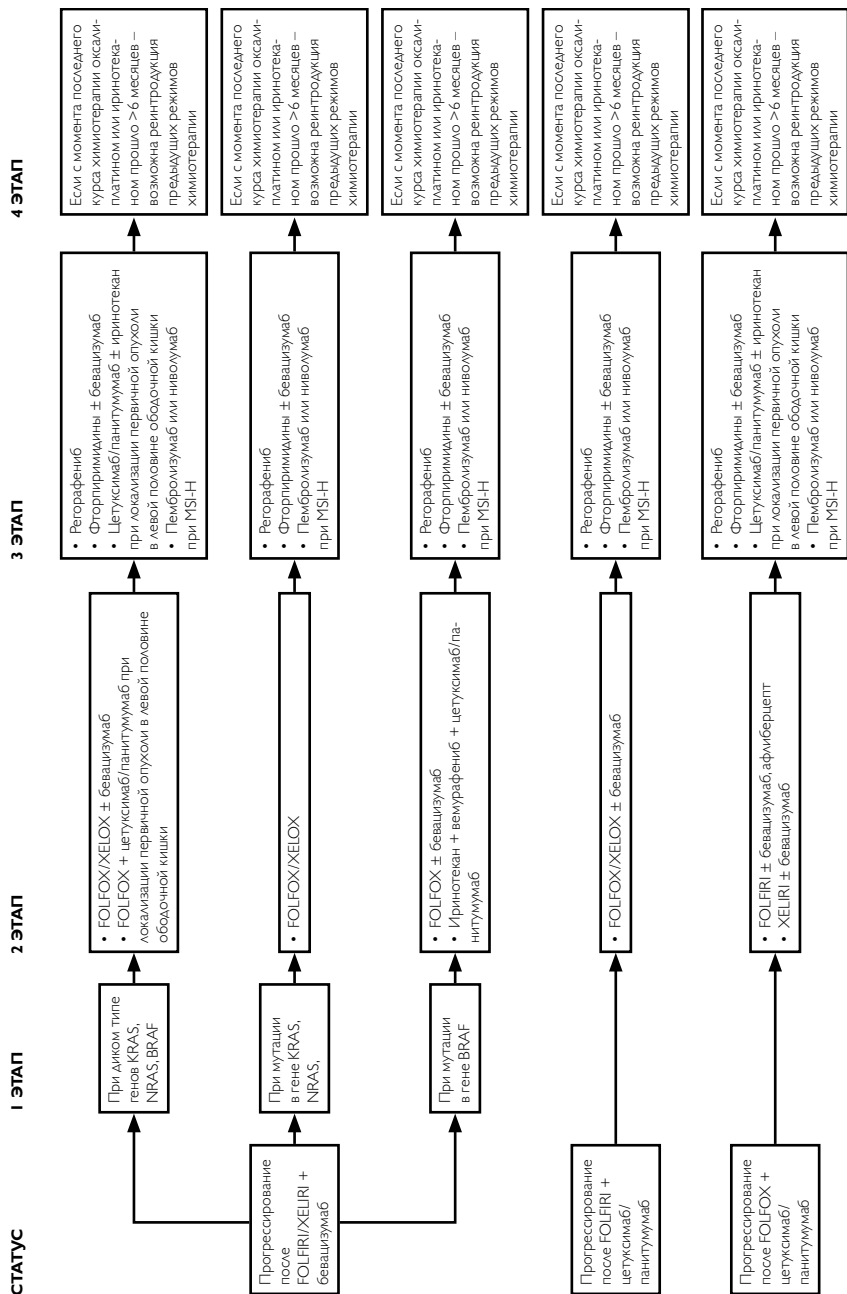 СТАТУС
1 ЭТАП
2 ЭТАП
3 ЭТАП
4 ЭТАП
Прогрессирование
после
FOLFIRI/XELIRI +
бевацизумаб
При диком типе
генов KRAS,
NRAS, BRAF
• FOLFOX/XELOX ± бевацизумаб
• FOLFOX + цетуксимаб/панитумумаб при
локализации первичной опухоли в левой половине
ободочной кишки
• Регорафениб
• Фторпиримидины ± бевацизумаб
• Цетуксимаб/панитумумаб ± иринотекан
при локализации первичной опухоли
в левой половине ободочной кишки
• Пембролизумаб или ниволумаб
при MSI-H
Если с момента последнего
курса химиотерапии оксали-
платином или иринотека-
ном прошло >6 месяцев –
возможна реинтродукция
предыдущих режимов
химиотерапии
При мутации
в гене KRAS,
NRAS,
• FOLFOX/XELOX
• Регорафениб
• Фторпиримидины ± бевацизумаб
• Пембролизумаб или ниволумаб
при MSI-H
Если с момента последнего
курса химиотерапии оксали-
платином или иринотека-
ном прошло >6 месяцев –
возможна реинтродукция
предыдущих режимов
химиотерапии
При мутации
в гене BRAF
• FOLFOX ± бевацизумаб
• Иринотекан + вемурафениб + цетуксимаб/па-
нитумумаб
• Регорафениб
• Фторпиримидины ± бевацизумаб
• Пембролизумаб или ниволумаб
при MSI-H
Если с момента последнего
курса химиотерапии оксали-
платином или иринотека-
ном прошло >6 месяцев –
возможна реинтродукция
предыдущих режимов
химиотерапии
Прогрессирование
после FOLFIRI +
цетуксимаб/
панитумумаб
• FOLFOX/XELOX ± бевацизумаб
• Регорафениб
• Фторпиримидины ± бевацизумаб
• Пембролизумаб или ниволумаб
при MSI-H
Если с момента последнего
курса химиотерапии оксали-
платином или иринотека-
ном прошло >6 месяцев –
возможна реинтродукция
предыдущих режимов
химиотерапии
Прогрессирование
после FOLFOX +
цетуксимаб/
панитумумаб
• FOLFIRI ± бевацизумаб, афлиберцепт
• XELIRI ± бевацизумаб
• Регорафениб
• Фторпиримидины ± бевацизумаб
• Цетуксимаб/панитумумаб ± иринотекан
при локализации первичной опухоли
в левой половине ободочной кишки
• Пембролизумаб или ниволумаб
при MSI-H
Если с момента последнего
курса химиотерапии оксали-
платином или иринотека-
ном прошло >6 месяцев –
возможна реинтродукция
предыдущих режимов
химиотерапии